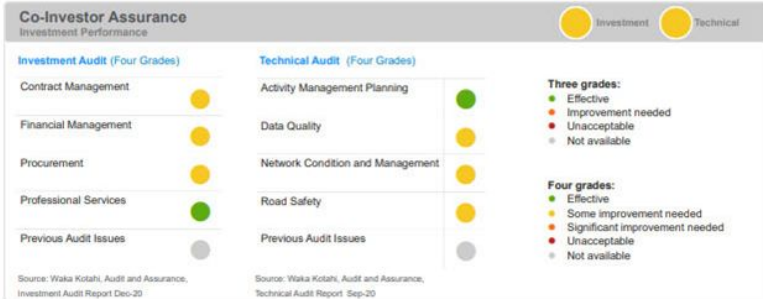 Co-Investor Assurance
Investment Performance
Investment
Technical
Investment Audit (Four Grades)
Contract Management
Financial Management
Procurement
Professional Services
Previous Audit Issues
Source: Waka Kotahi, Audit and Assurance,
Investment Audit Report Dec-20
Technical Audit (Four Grades)
Activity Management Planning
Data Quality
Network Condition and Management
Road Safety
Previous Audit Issues
Source: Waka Kotahi, Audit and Assurance,
Technical Audit Report Sep-20
Three grades:
Effective
Improvement needed
Unacceptable
Not available
Four grades:
Effective
Some improvement needed
Significant improvement needed
Unacceptable
Not available